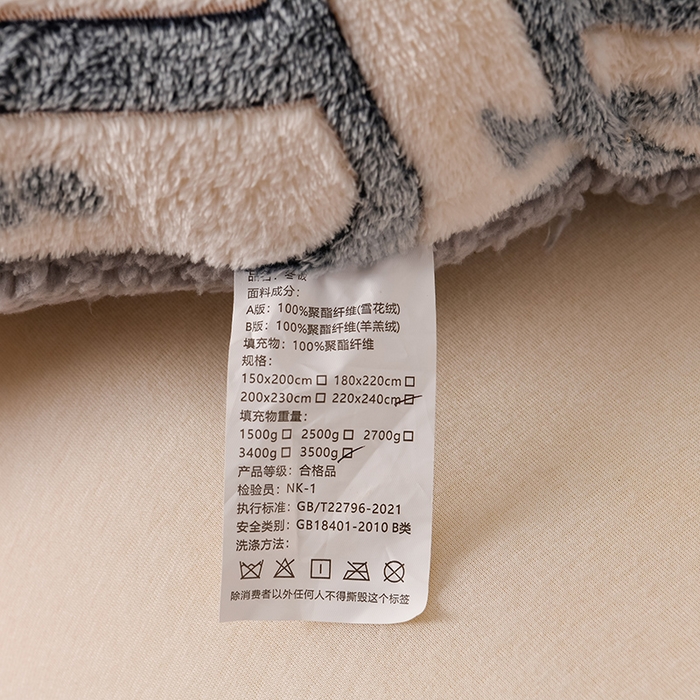 品名：冬被
面料成分：
A版：100%聚酯纤维(雪花绒)
B版：100%聚酯纤维(羊羔绒)
填充物：100%聚酯纤维
规格：
150x200cm☐ 180x220cm☐
200x230cm☐ 220x240cm☐
填充物重量：
1500g☐ 2500g☐ 2700g☐
3400g☐ 3500g☐
产品等级：合格品
检验员：NK-1
执行标准：GB/T22796-2021
安全类别：GB18401-2010 B类
洗涤方法：
除消费者以外任何人不得撕毁这个标签